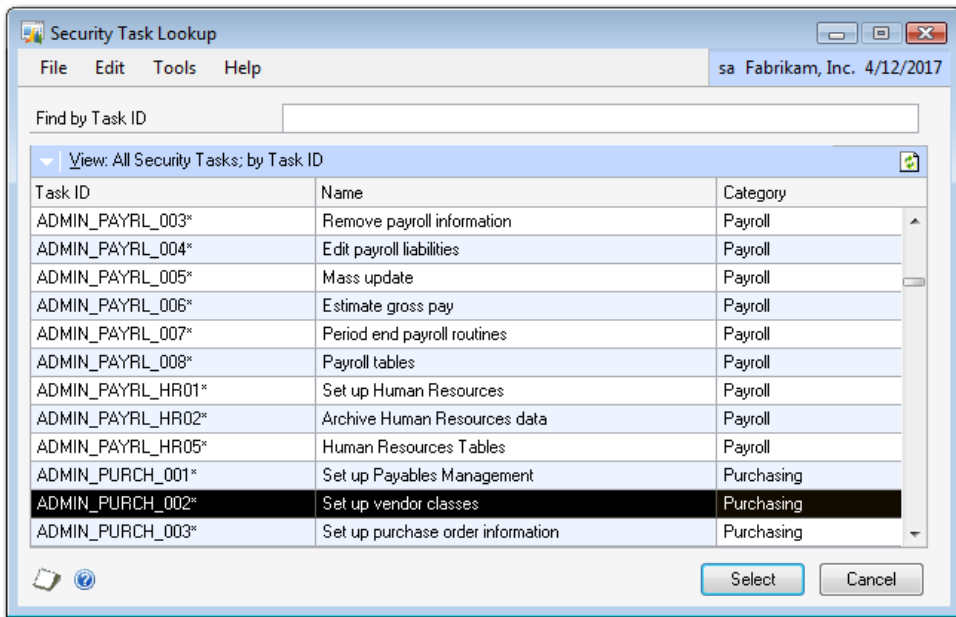 Security Task Lookup
File Edit Tools Help sa Fabrikam, Inc. 4/12/2017
Find by Task ID
View: All Security Tasks; by Task ID
Task ID Name Category
ADMIN_PAYRL_003* Remove payroll information Payroll
ADMIN_PAYRL_004* Edit payroll liabilities Payroll
ADMIN_PAYRL_005* Mass update Payroll
ADMIN_PAYRL_006* Estimate gross pay Payroll
ADMIN_PAYRL_007* Period end payroll routines Payroll
ADMIN_PAYRL_008* Payroll tables Payroll
ADMIN_PAYRL_HR01* Set up Human Resources Payroll
ADMIN_PAYRL_HR02* Archive Human Resources data Payroll
ADMIN_PAYRL_HR05* Human Resources Tables Payroll
ADMIN_PURCH_001* Set up Payables Management Purchasing
ADMIN_PURCH_002* Set up vendor classes Purchasing
ADMIN_PURCH_003* Set up purchase order information Purchasing
Select Cancel